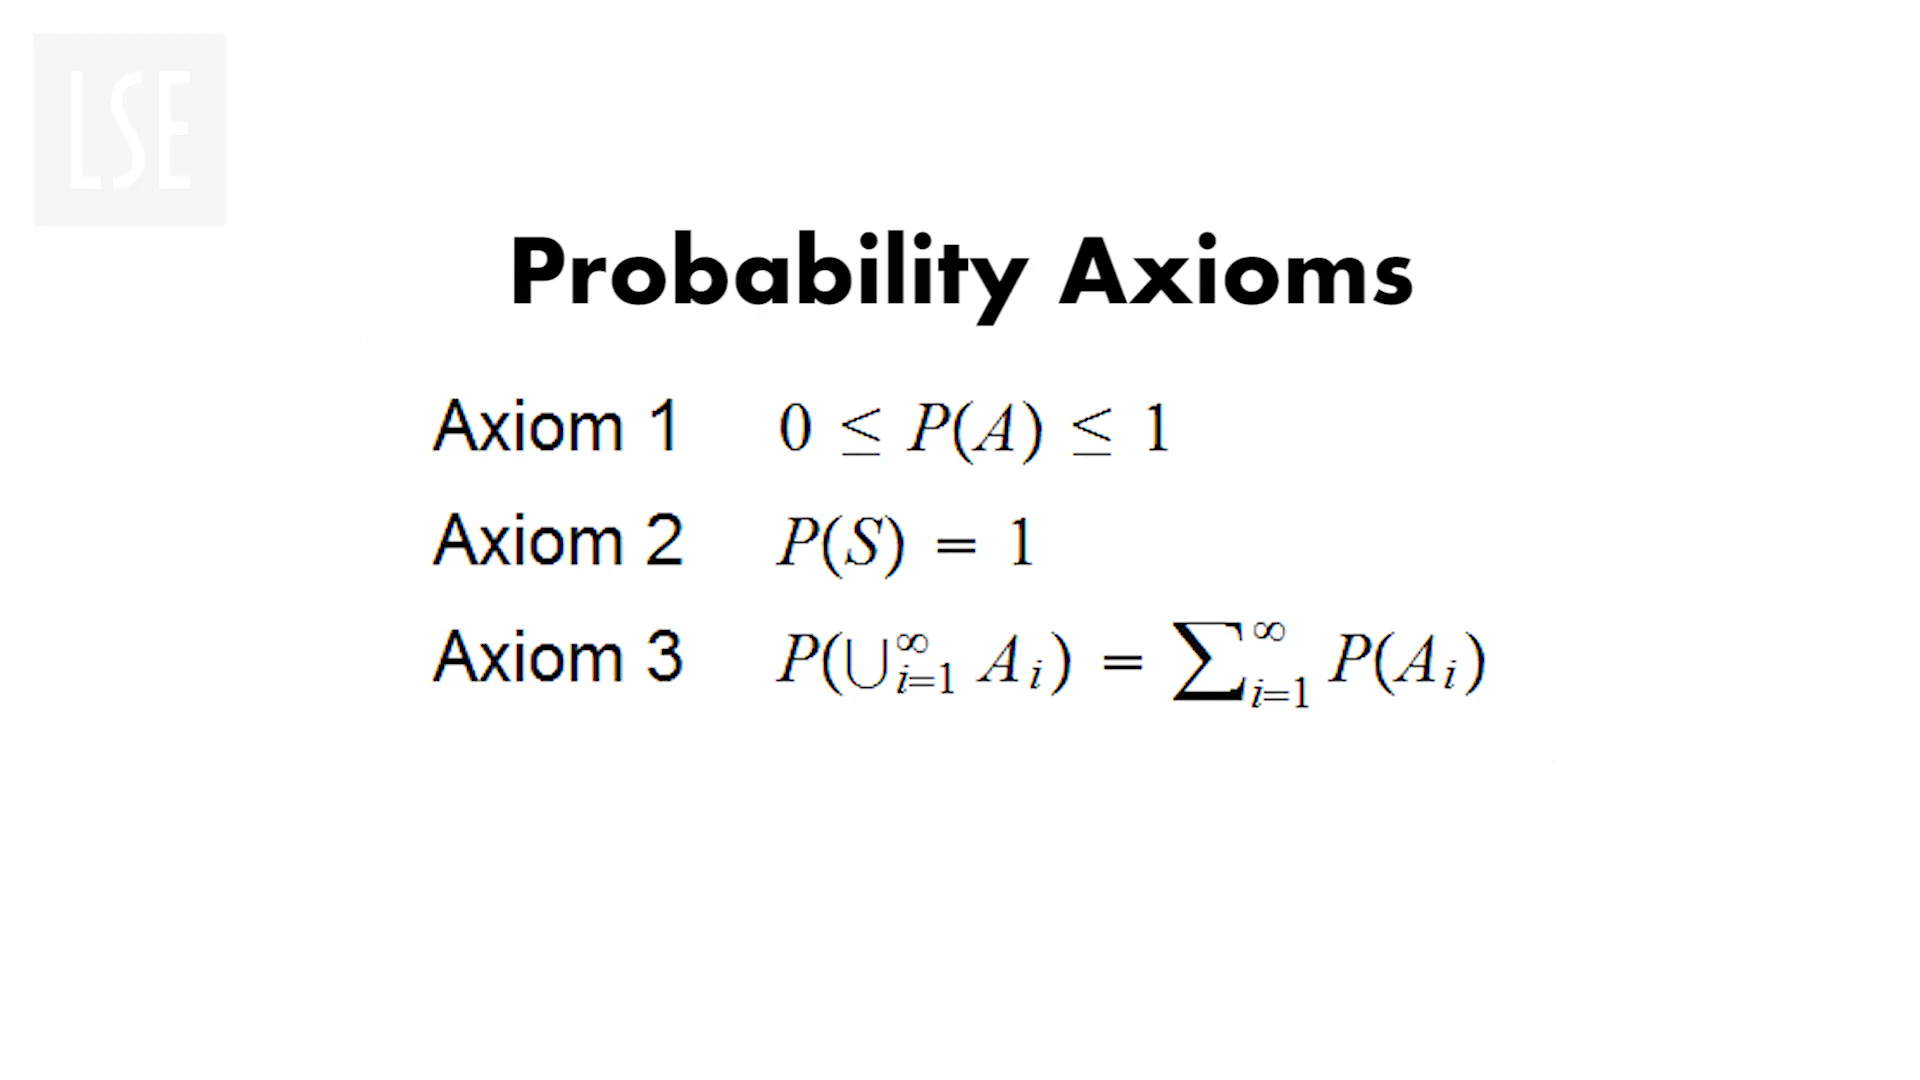 LSE
Probability Axioms
Axiom 1 0 ≤ P(A) ≤ 1
Axiom 2 P(S) = 1
Axiom 3 P(∪_{i=1}^{∞} A_i) = ∑_{i=1}^{∞} P(A_i)